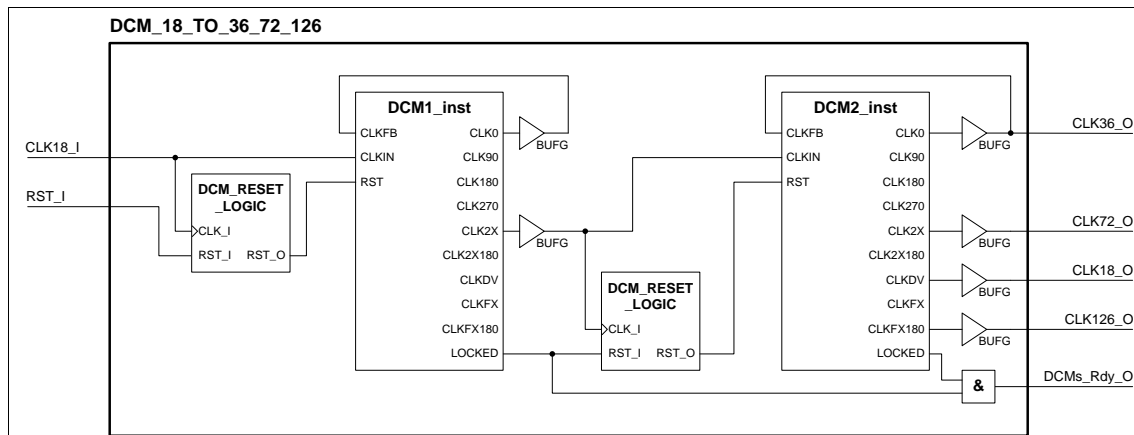 DCM_18_TO_36_72_126
CLK18_I
RST_I
DCM_RESET
_LOGIC
CLK_I
RST_I RST_O
DCM1_inst
CLKFB CLK0
CLKIN CLK90
RST CLK180
CLK270
CLK2X
CLK2X180
CLKDV
CLKFX
CLKFX180
LOCKED
BUFG
BUFG
DCM_RESET
_LOGIC
CLK_I
RST_I RST_O
DCM2_inst
CLKFB CLK0
CLKIN CLK90
RST CLK180
CLK270
CLK2X
CLK2X180
CLKDV
CLKFX
CLKFX180
LOCKED
BUFG
BUFG
BUFG
BUFG
&
CLK36_O
CLK72_O
CLK18_O
CLK126_O
DCMs_Rdy_O